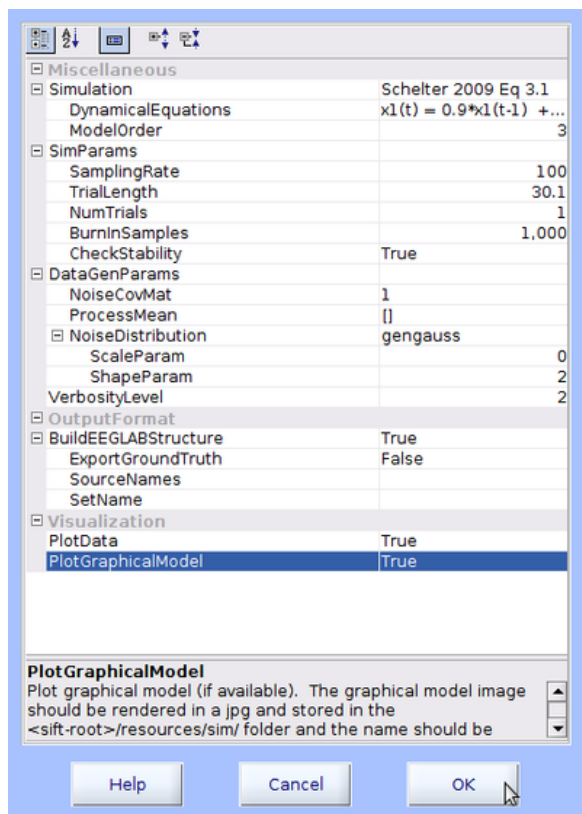 Miscellaneous
Simulation Schelter 2009 Eq 3.1
DynamicalEquations x1(t) = 0.9*x1(t-1) +...
ModelOrder 3
SimParams
SamplingRate 100
TrialLength 30.1
NumTrials 1
BurnInSamples 1,000
CheckStability True
DataGenParams
NoiseCovMat 1
ProcessMean []
NoiseDistribution gengauss
ScaleParam 0
ShapeParam 2
VerbosityLevel 2
OutputFormat
BuildEEGLABStructure True
ExportGroundTruth False
SourceNames
SetName
Visualization
PlotData True
PlotGraphicalModel True
PlotGraphicalModel
Plot graphical model (if available). The graphical model image
should be rendered in a jpg and stored in the
<sift-root>/resources/sim/ folder and the name should be
Help Cancel OK